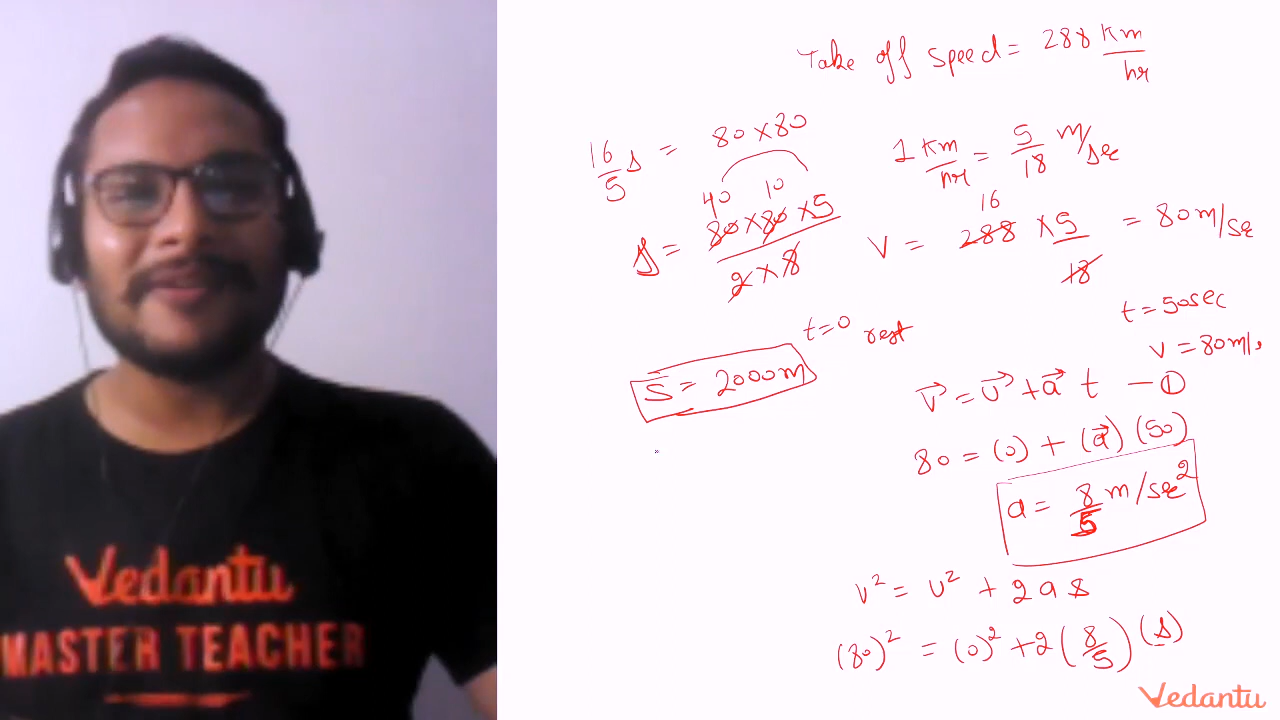 Take off speed = 288 Km/hr
16/5 s = 80 × 80
1 Km/hr = 5/18 m/sec
40 10
s = 80 × 80 × 5 / 2 × 8
16
V = 288 × 5 / 18 = 80 m/sec
t = 50 sec
t = 0 rest
V = 80 m/s
S = 2000 m
v⃗ = u⃗ + a⃗ t — ①
80 = (0) + (a⃗) (50)
a = 8/5 m/sec²
v² = u² + 2 a s
(80)² = (0)² + 2 (8/5) (s)
Vedantu
MASTER TEACHER
Vedantu